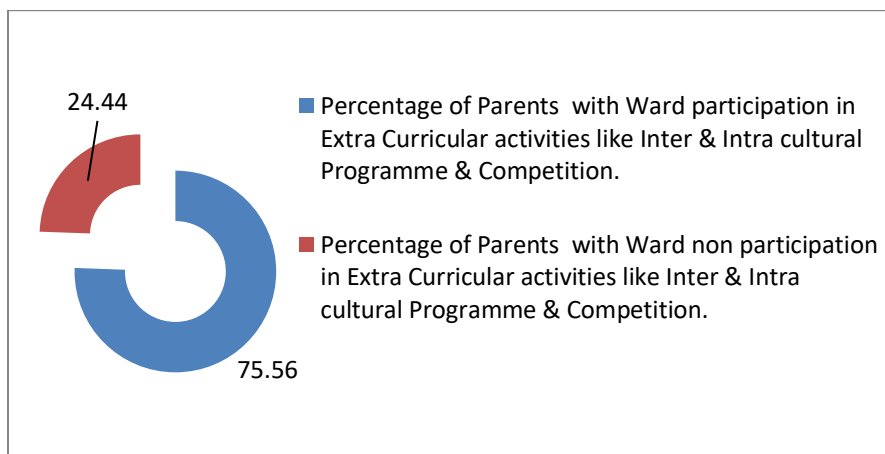 24.44
Percentage of Parents with Ward participation in
Extra Curricular activities like Inter & Intra cultural
Programme & Competition.
Percentage of Parents with Ward non participation
in Extra Curricular activities like Inter & Intra
cultural Programme & Competition.
75.56